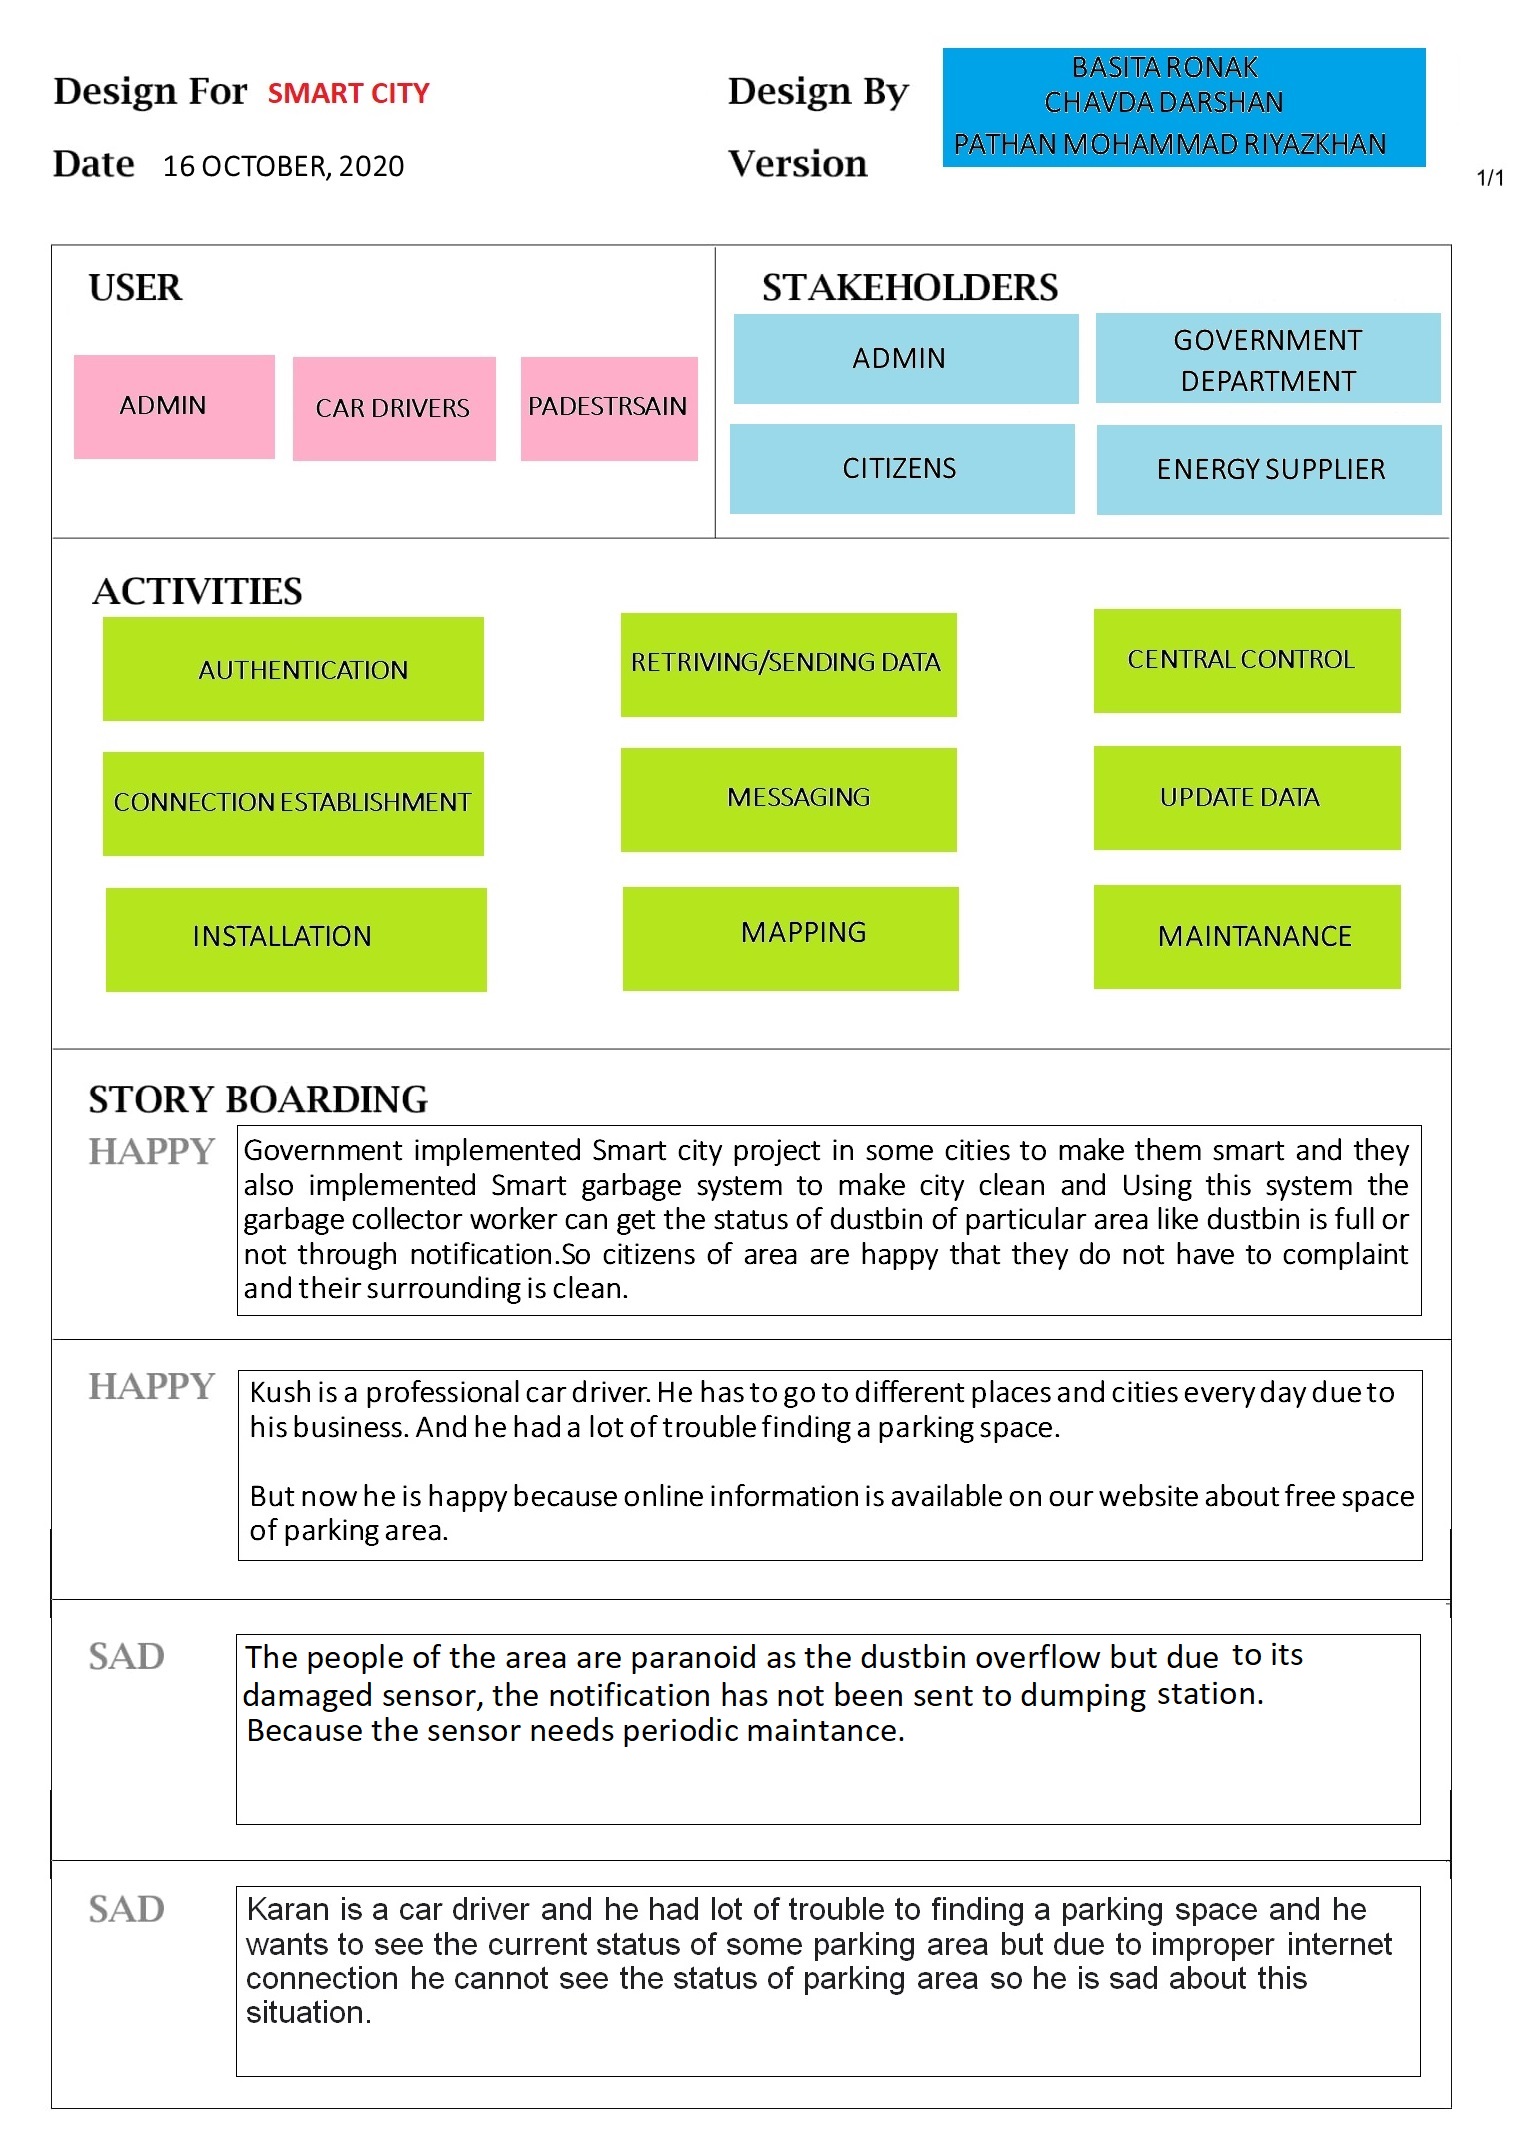 Design For SMART CITY
Design By
BASITA RONAK
CHAVDA DARSHAN
PATHAN MOHAMMAD RIYAZKHAN
Date 16 OCTOBER, 2020
Version
1/1
USER
ADMIN
CAR DRIVERS
PADESTRSAIN
STAKEHOLDERS
ADMIN
GOVERNMENT
DEPARTMENT
CITIZENS
ENERGY SUPPLIER
ACTIVITIES
AUTHENTICATION
RETRIVING/SENDING DATA
CENTRAL CONTROL
CONNECTION ESTABLISHMENT
MESSAGING
UPDATE DATA
INSTALLATION
MAPPING
MAINTANANCE
STORY BOARDING
HAPPY
Government implemented Smart city project in some cities to make them smart and they
also implemented Smart garbage system to make city clean and Using this system the
garbage collector worker can get the status of dustbin of particular area like dustbin is full or
not through notification.So citizens of area are happy that they do not have to complaint
and their surrounding is clean.
HAPPY
Kush is a professional car driver. He has to go to different places and cities every day due to
his business. And he had a lot of trouble finding a parking space.
But now he is happy because online information is available on our website about free space
of parking area.
SAD
The people of the area are paranoid as the dustbin overflow but due to its
damaged sensor, the notification has not been sent to dumping station.
Because the sensor needs periodic maintance.
SAD
Karan is a car driver and he had lot of trouble to finding a parking space and he
wants to see the current status of some parking area but due to improper internet
connection he cannot see the status of parking area so he is sad about this
situation.